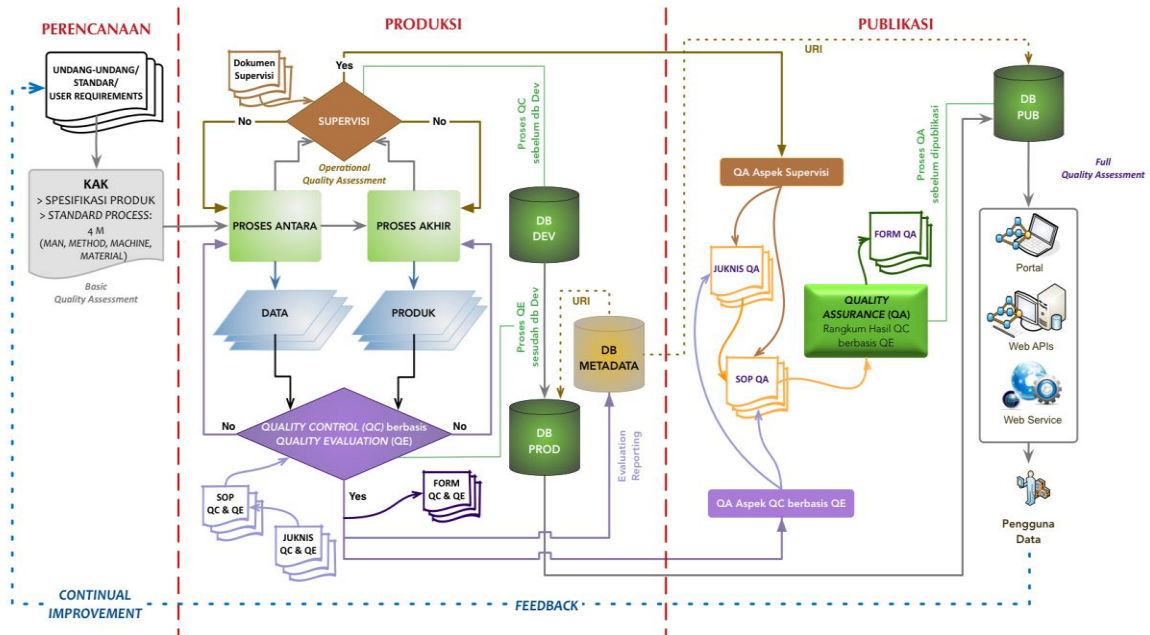 PERENCANAAN
UNDANG-UNDANG/
STANDAR/
USER REQUIREMENTS
KAK
> SPESIFIKASI PRODUK
> STANDARD PROCESS:
4 M
(MAN, METHOD, MACHINE,
MATERIAL)
Basic
Quality Assessment
CONTINUAL
IMPROVEMENT
PRODUKSI
Dokumen
Supervisi
Yes
No
SUPERVISI
No
Operational
Quality Assessment
PROSES ANTARA
PROSES AKHIR
DATA
PRODUK
No
QUALITY CONTROL (QC) berbasis
QUALITY EVALUATION (QE)
No
Yes
SOP
QC & QE
JUKNIS
QC & QE
FORM
QC & QE
Proses QC
sebelum db Dev
DB
DEV
Proses QE
sesudah db Dev
URI
DB
METADATA
DB
PROD
Evaluation
Reporting
FEEDBACK
PUBLIKASI
URI
QA Aspek Supervisi
JUKNIS QA
SOP QA
QA Aspek QC berbasis QE
FORM QA
QUALITY
ASSURANCE (QA)
Rangkum Hasil QC
berbasis QE
Proses QA
sebelum dipublikasi
DB
PUB
Full
Quality Assessment
Portal
Web APIs
Web Service
Pengguna
Data